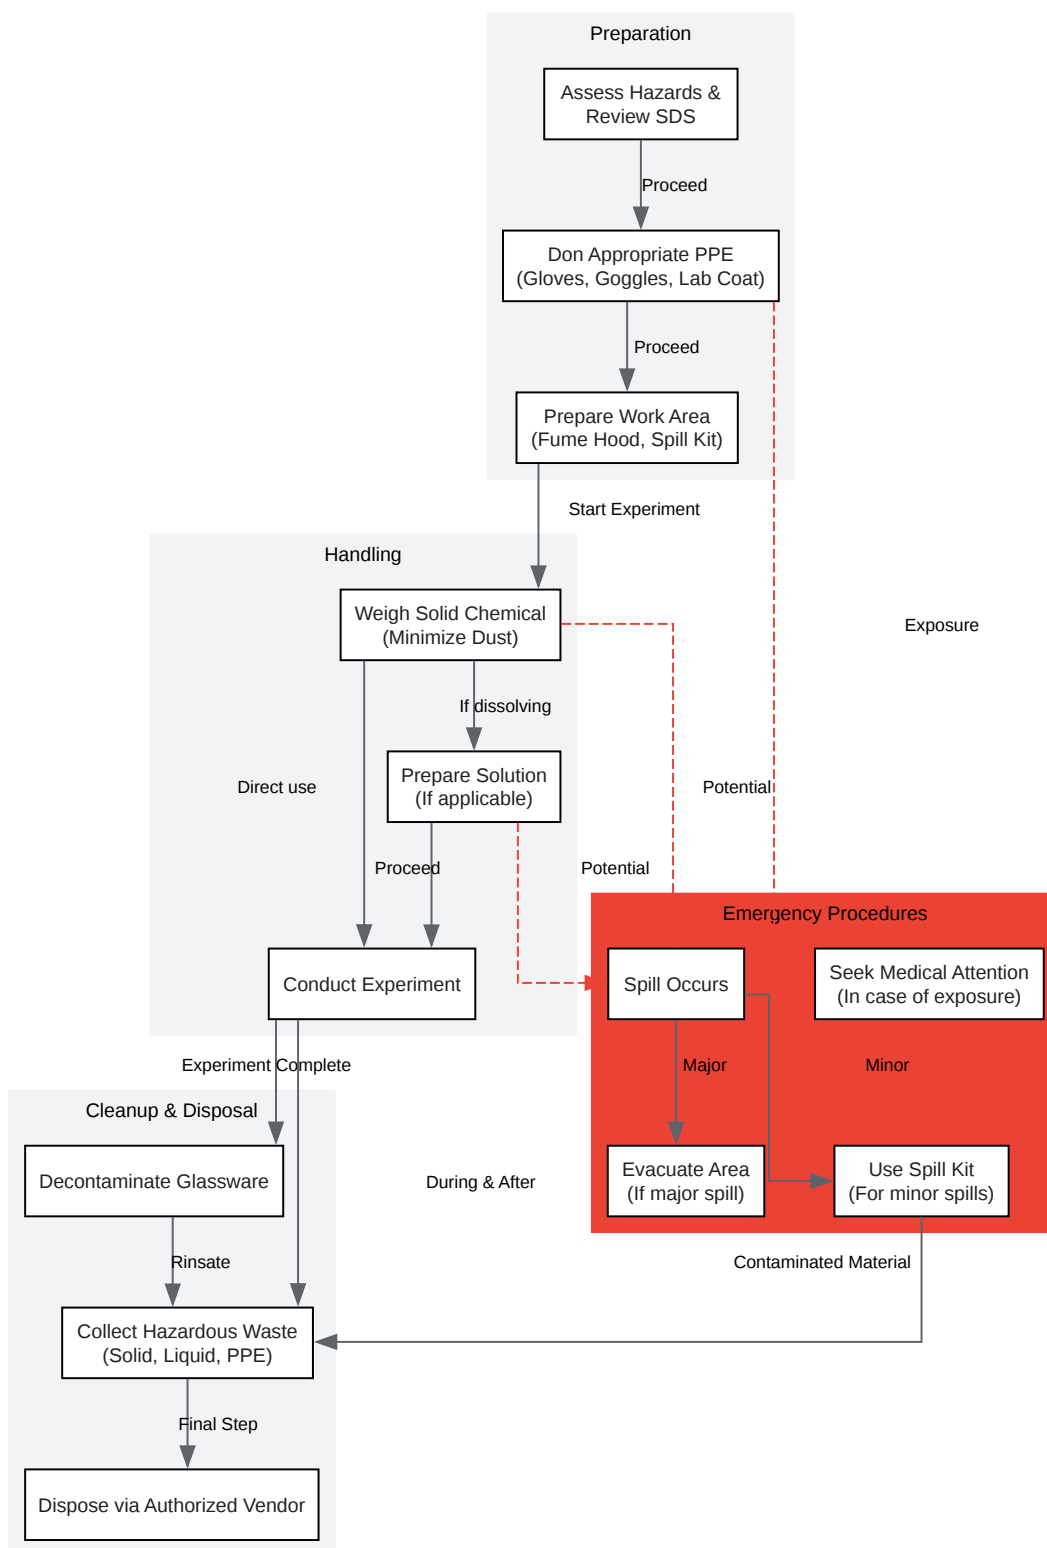 Preparation
Assess Hazards &
Review SDS
Proceed
Don Appropriate PPE
(Gloves, Goggles, Lab Coat)
Proceed
Prepare Work Area
(Fume Hood, Spill Kit)
Start Experiment
Handling
Weigh Solid Chemical
(Minimize Dust)
Exposure
If dissolving
Prepare Solution
(If applicable)
Direct use
Potential
Proceed
Potential
Emergency Procedures
Conduct Experiment
Spill Occurs
Seek Medical Attention
(In case of exposure)
Experiment Complete
Major
Minor
Cleanup & Disposal
Decontaminate Glassware
During & After
Evacuate Area
(If major spill)
Use Spill Kit
(For minor spills)
Rinsate
Contaminated Material
Collect Hazardous Waste
(Solid, Liquid, PPE)
Final Step
Dispose via Authorized Vendor